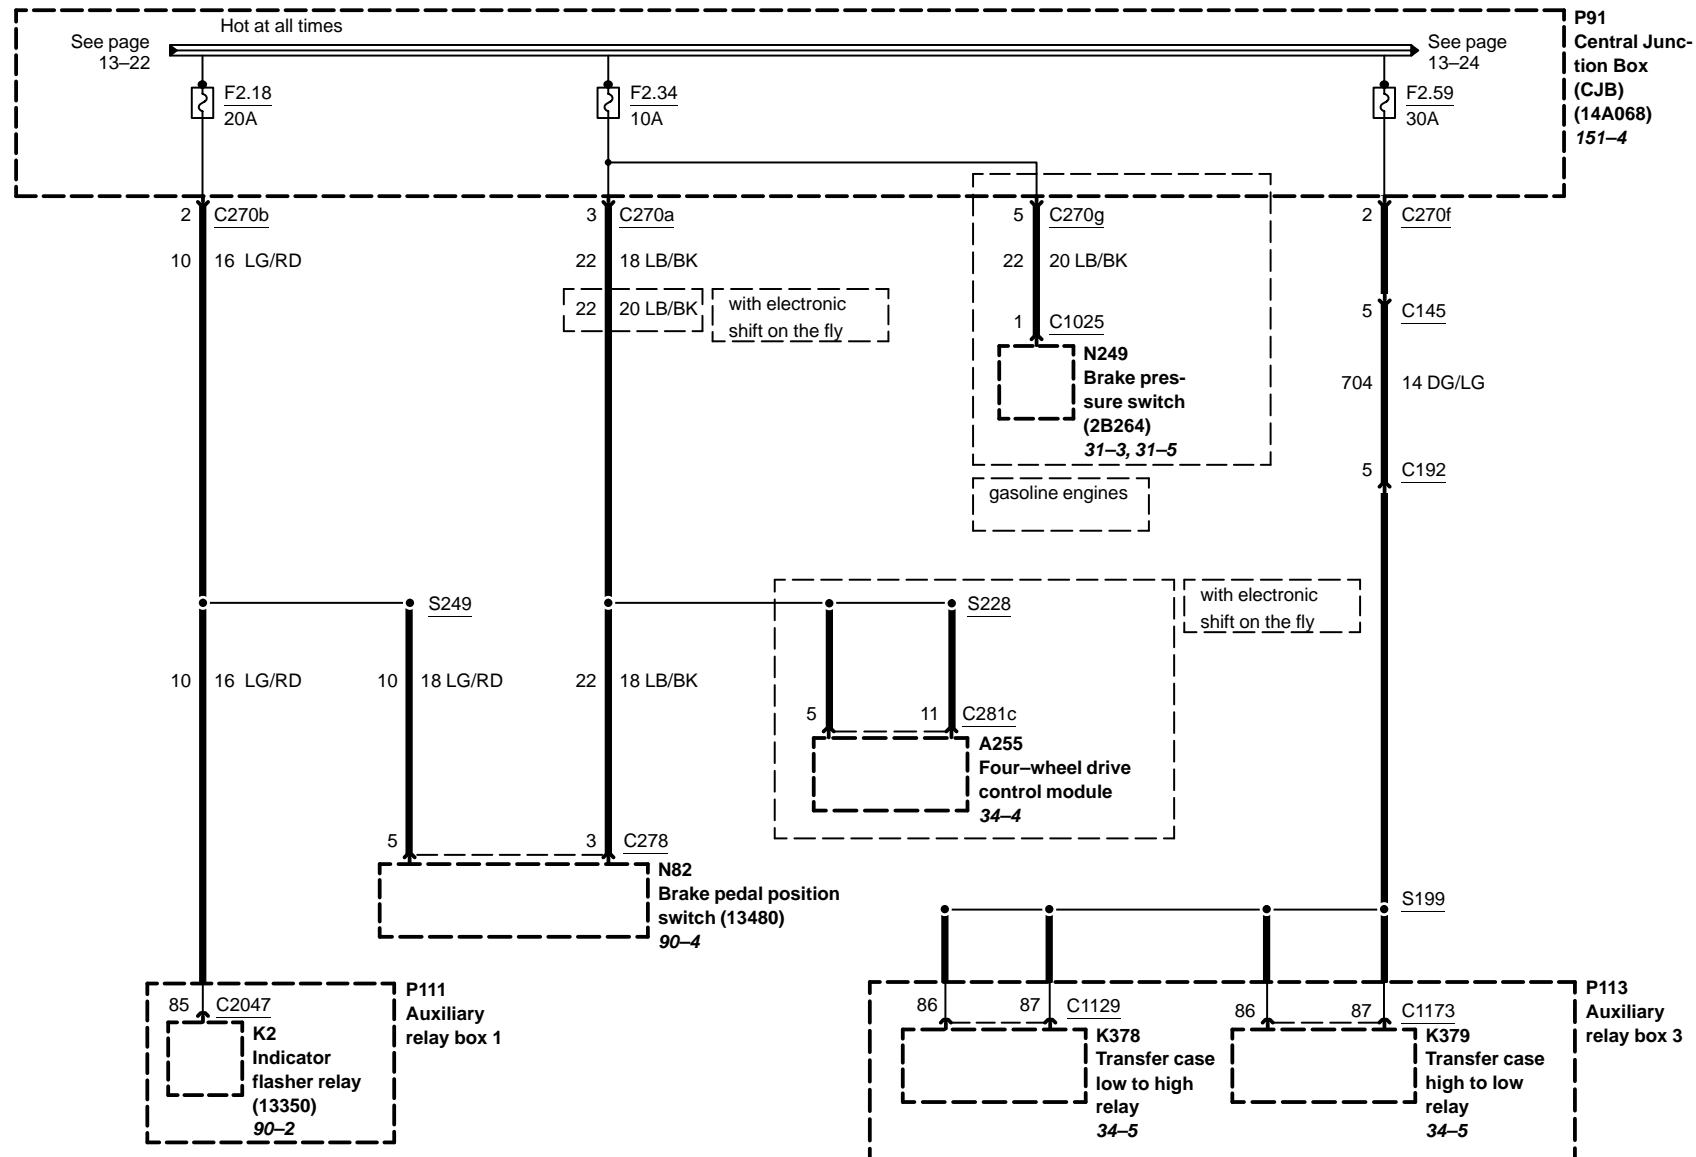 Hot at all times
See page
13–22
See page
13–24
P91
Central Junc-
tion Box
(CJB)
(14A068)
151–4
F2.18
20A
F2.34
10A
F2.59
30A
2 C270b
3 C270a
5 C270g
2 C270f
10 16 LG/RD
22 18 LB/BK
22 20 LB/BK
22 20 LB/BK
with electronic
shift on the fly
1 C1025
N249
Brake pres-
sure switch
(2B264)
31–3, 31–5
gasoline engines
5 C145
704 14 DG/LG
5 C192
S249
S228
with electronic
shift on the fly
10 16 LG/RD
10 18 LG/RD
22 18 LB/BK
5 11 C281c
A255
Four–wheel drive
control module
34–4
5 3 C278
N82
Brake pedal position
switch (13480)
90–4
S199
P111
Auxiliary
relay box 1
85 C2047
K2
Indicator
flasher relay
(13350)
90–2
86 87 C1129
K378
Transfer case
low to high
relay
34–5
86 87 C1173
K379
Transfer case
high to low
relay
34–5
P113
Auxiliary
relay box 3